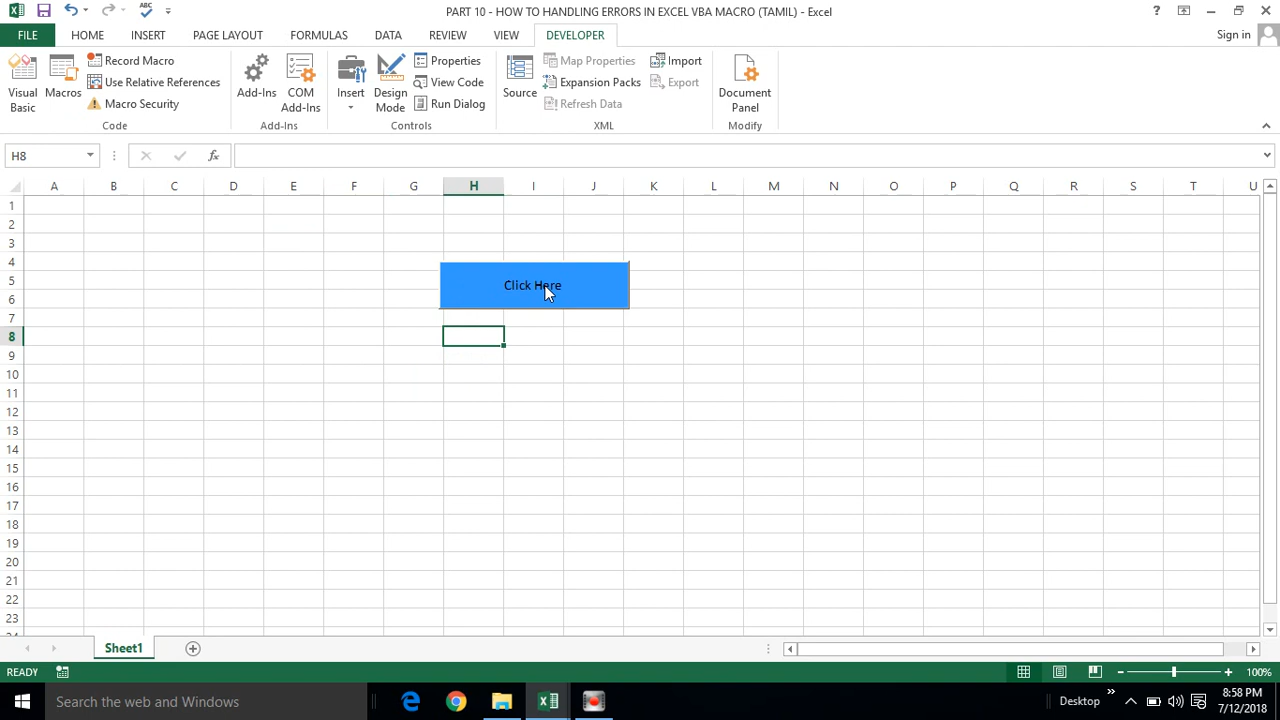 PART 10 - HOW TO HANDLING ERRORS IN EXCEL VBA MACRO (TAMIL) - Excel
FILE HOME INSERT PAGE LAYOUT FORMULAS DATA REVIEW VIEW DEVELOPER Sign in
Visual Basic
Macros
Record Macro
Use Relative References
Macro Security
Code
Add-Ins
COM Add-Ins
Add-Ins
Insert
Design Mode
Properties
View Code
Run Dialog
Controls
Source
Map Properties
Expansion Packs
Refresh Data
Import
Export
XML
Document Panel
Modify
H8 fx
A B C D E F G H I J K L M N O P Q R S T U
1
2
3
4
5
6
7
8
9
10
11
12
13
14
15
16
17
18
19
20
21
22
23
Click Here
Sheet1
READY 100%
Search the web and Windows
Desktop
8:58 PM
7/12/2018